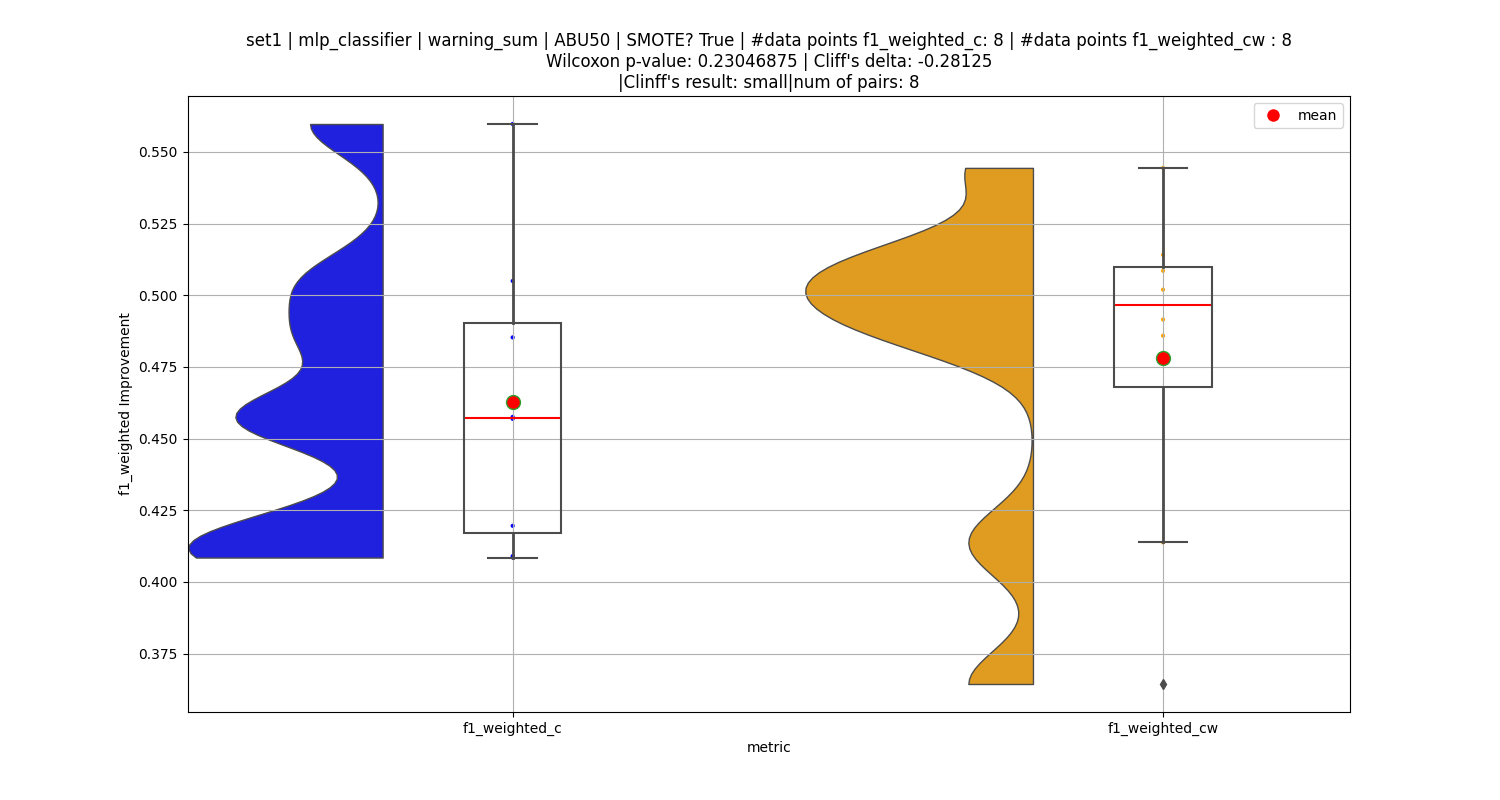 set1 | mlp_classifier | warning_sum | ABU50 | SMOTE? True | #data points f1_weighted_c: 8 | #data points f1_weighted_cw : 8
Wilcoxon p-value: 0.23046875 | Cliff's delta: -0.28125
|Clinff's result: small|num of pairs: 8
mean
0.550
0.525
0.500
0.475
0.450
0.425
0.400
0.375
f1_weighted Improvement
f1_weighted_c
f1_weighted_cw
metric